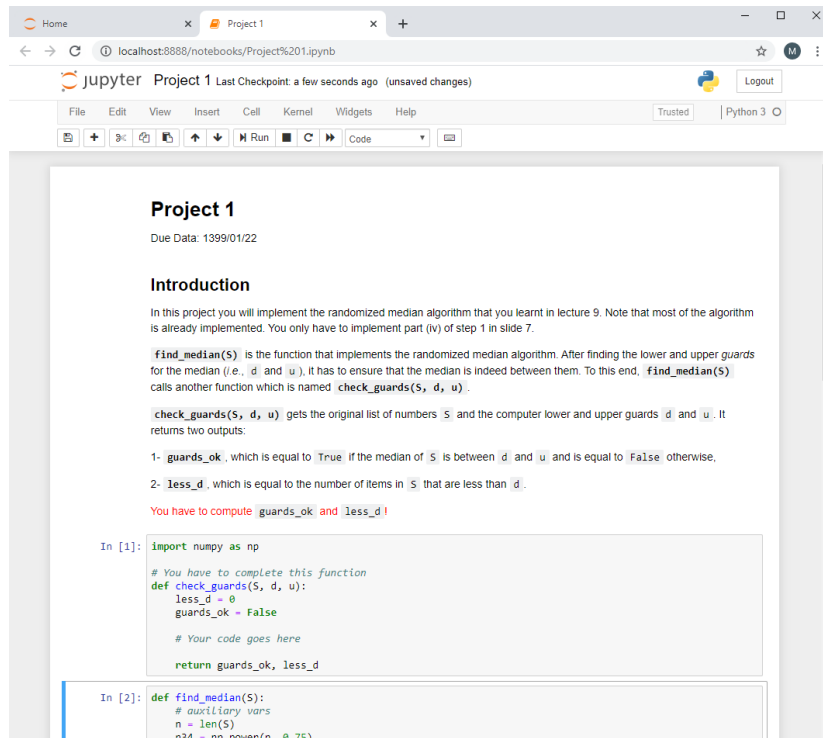 Home
Project 1
localhost:8888/notebooks/Project%201.ipynb
M
jupyter Project 1 Last Checkpoint: a few seconds ago (unsaved changes)
Logout
File Edit View Insert Cell Kernel Widgets Help
Trusted Python 3
Run Code
Project 1
Due Data: 1399/01/22
Introduction
In this project you will implement the randomized median algorithm that you learnt in lecture 9. Note that most of the algorithm
is already implemented. You only have to implement part (iv) of step 1 in slide 7.
find_median(S) is the function that implements the randomized median algorithm. After finding the lower and upper guards
for the median (i.e., d and u ), it has to ensure that the median is indeed between them. To this end, find_median(S)
calls another function which is named check_guards(S, d, u) .
check_guards(S, d, u) gets the original list of numbers S and the computer lower and upper guards d and u . It
returns two outputs:
1- guards_ok , which is equal to True if the median of S is between d and u and is equal to False otherwise,
2- less_d , which is equal to the number of items in S that are less than d .
You have to compute guards_ok and less_d !
In [1]: import numpy as np
# You have to complete this function
def check_guards(S, d, u):
less_d = 0
guards_ok = False
# Your code goes here
return guards_ok, less_d
In [2]: def find_median(S):
# auxiliary vars
n = len(S)
n34 = np.power(n, 0.75)